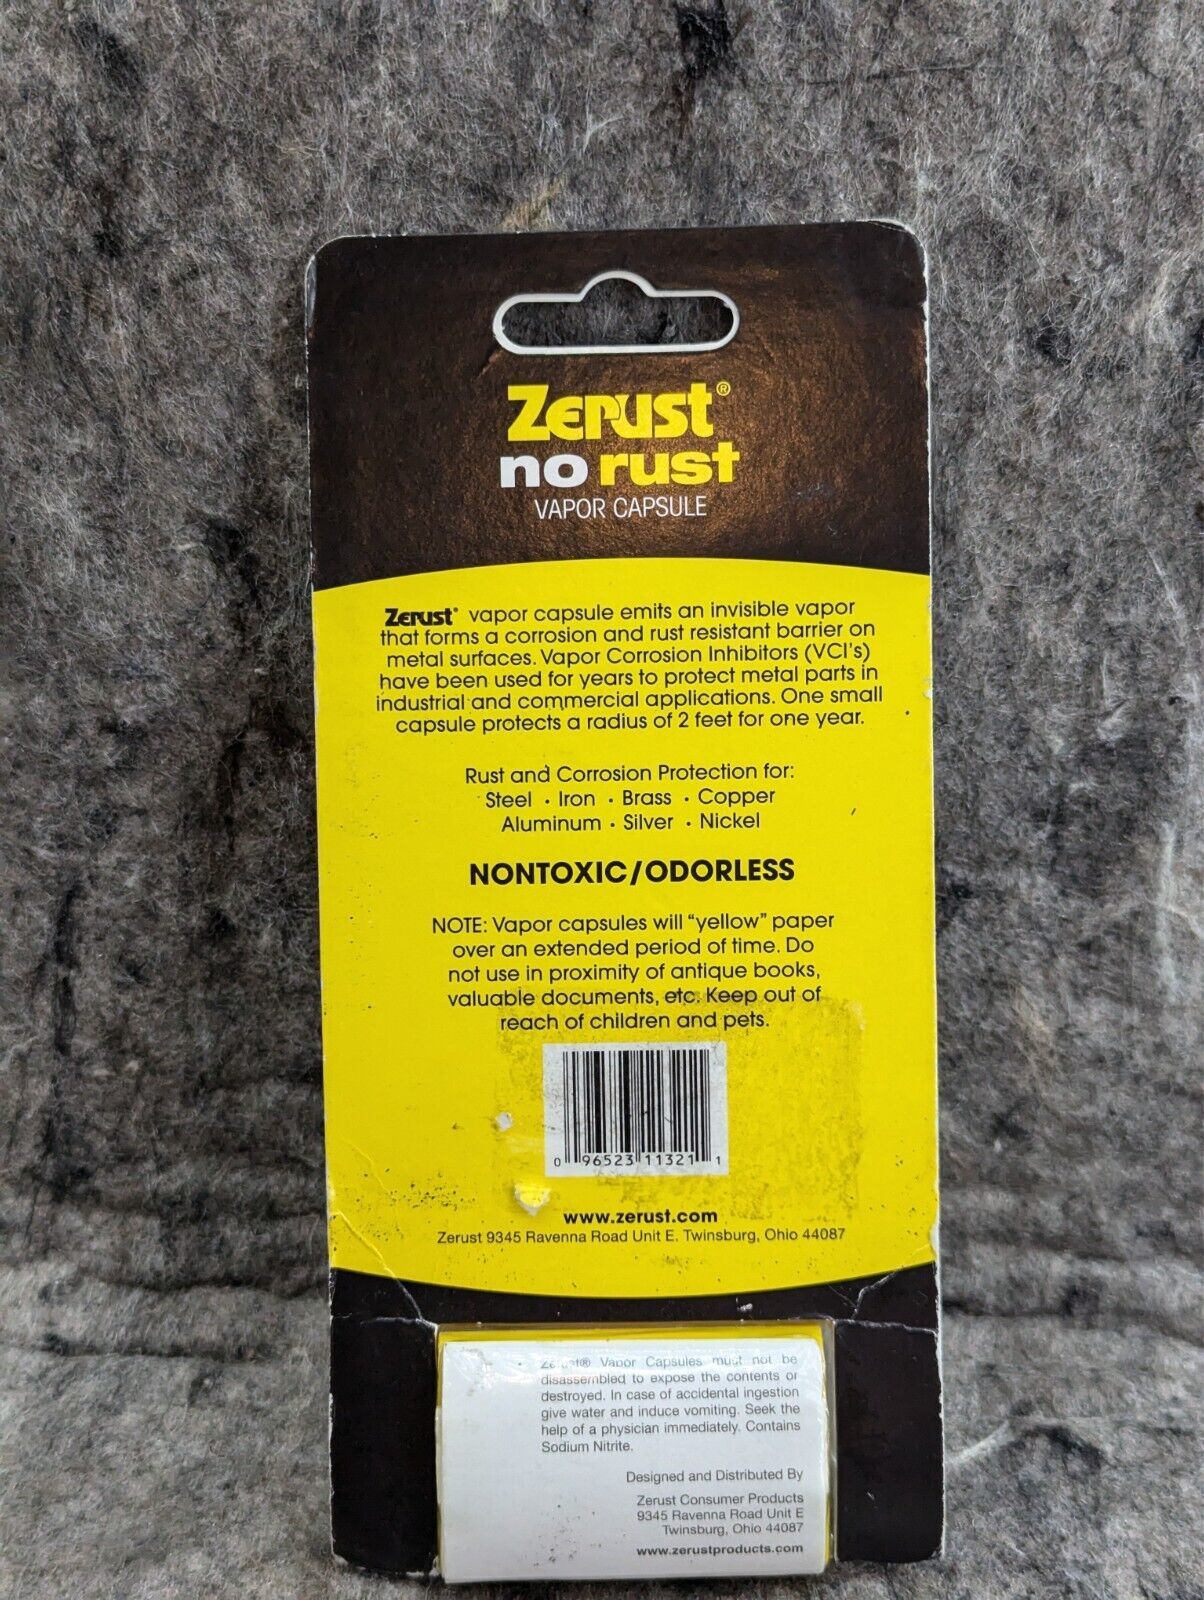 Zerust®
no rust
VAPOR CAPSULE
Zerust® vapor capsule emits an invisible vapor
that forms a corrosion and rust resistant barrier on
metal surfaces. Vapor Corrosion Inhibitors (VCI's)
have been used for years to protect metal parts in
industrial and commercial applications. One small
capsule protects a radius of 2 feet for one year.
Rust and Corrosion Protection for:
Steel • Iron • Brass • Copper
Aluminum • Silver • Nickel
NONTOXIC/ODORLESS
NOTE: Vapor capsules will “yellow” paper
over an extended period of time. Do
not use in proximity of antique books,
valuable documents, etc. Keep out of
reach of children and pets.
0 96523 11321 1
www.zerust.com
Zerust 9345 Ravenna Road Unit E. Twinsburg, Ohio 44087
• Zerust® Vapor Capsules must not be
disassembled to expose the contents or
destroyed. In case of accidental ingestion
give water and induce vomiting. Seek the
help of a physician immediately. Contains
Sodium Nitrite.
Designed and Distributed By
Zerust Consumer Products
9345 Ravenna Road Unit E
Twinsburg, Ohio 44087
www.zerustproducts.com